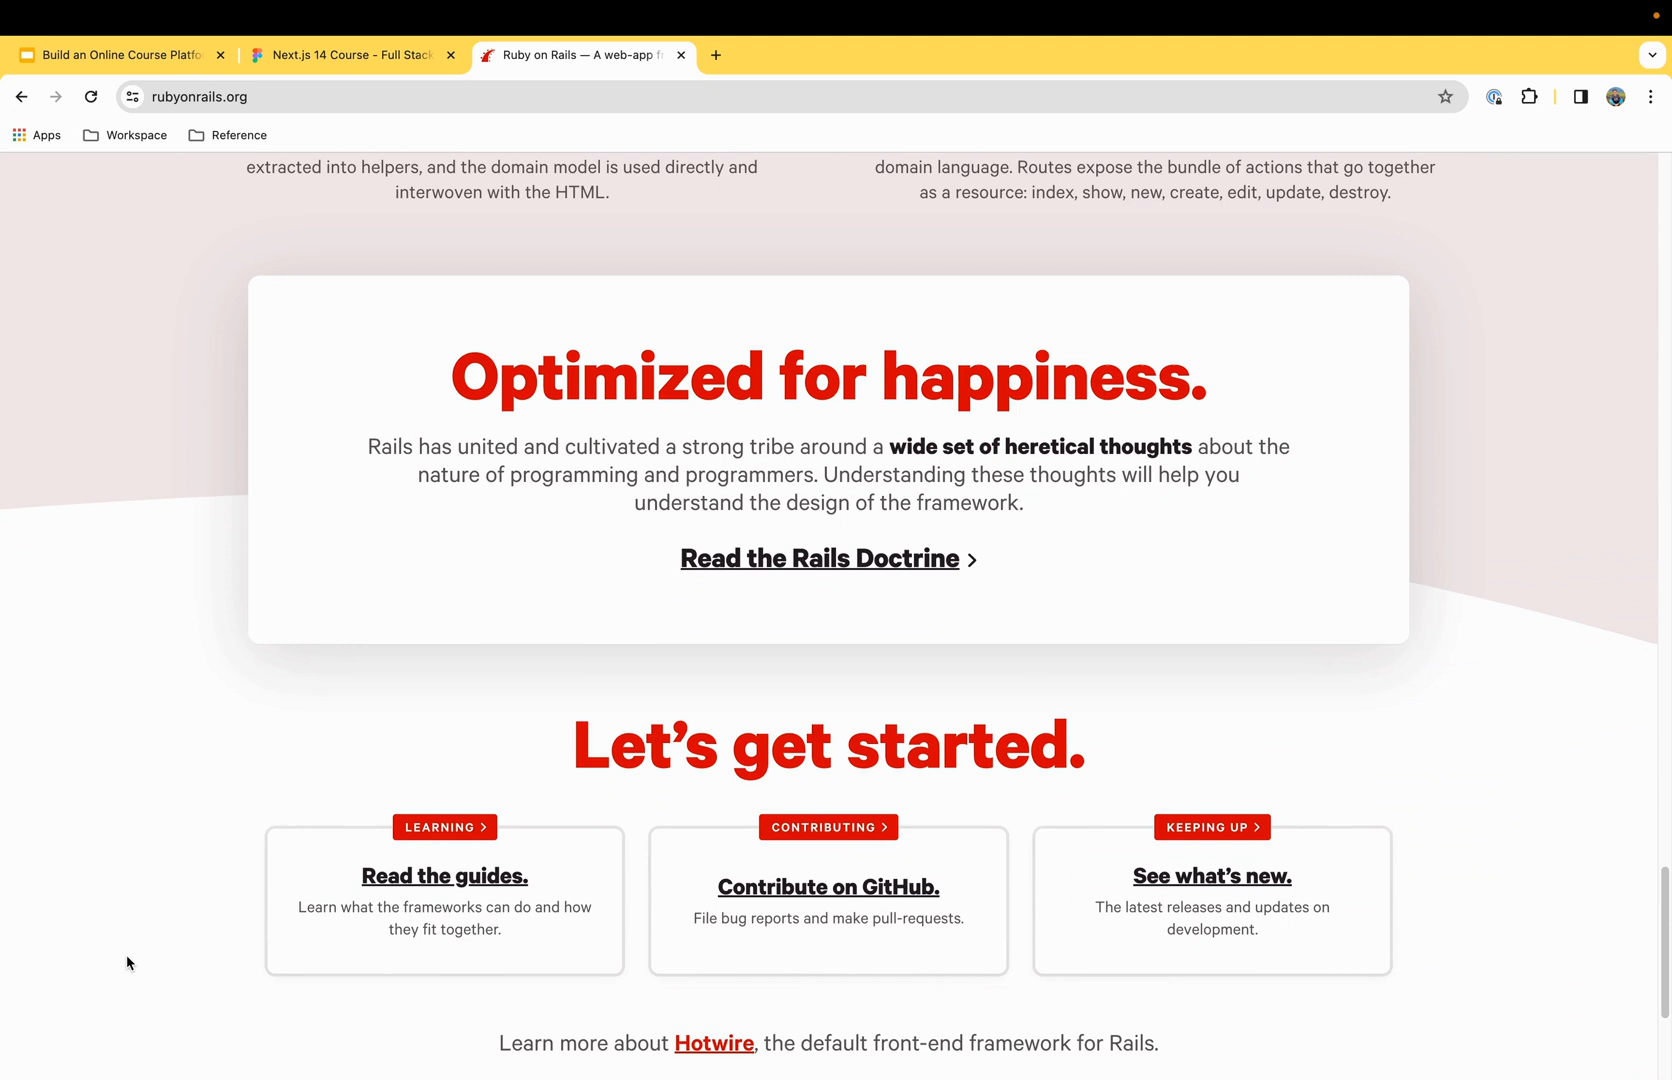 Build an Online Course Platfo
Next.js 14 Course - Full Stack
Ruby on Rails — A web-app f
rubyonrails.org
Apps
Workspace
Reference
extracted into helpers, and the domain model is used directly and
interwoven with the HTML.
domain language. Routes expose the bundle of actions that go together
as a resource: index, show, new, create, edit, update, destroy.
Optimized for happiness.
Rails has united and cultivated a strong tribe around a wide set of heretical thoughts about the
nature of programming and programmers. Understanding these thoughts will help you
understand the design of the framework.
Read the Rails Doctrine >
Let’s get started.
LEARNING >
Read the guides.
Learn what the frameworks can do and how
they fit together.
CONTRIBUTING >
Contribute on GitHub.
File bug reports and make pull-requests.
KEEPING UP >
See what’s new.
The latest releases and updates on
development.
Learn more about Hotwire, the default front-end framework for Rails.